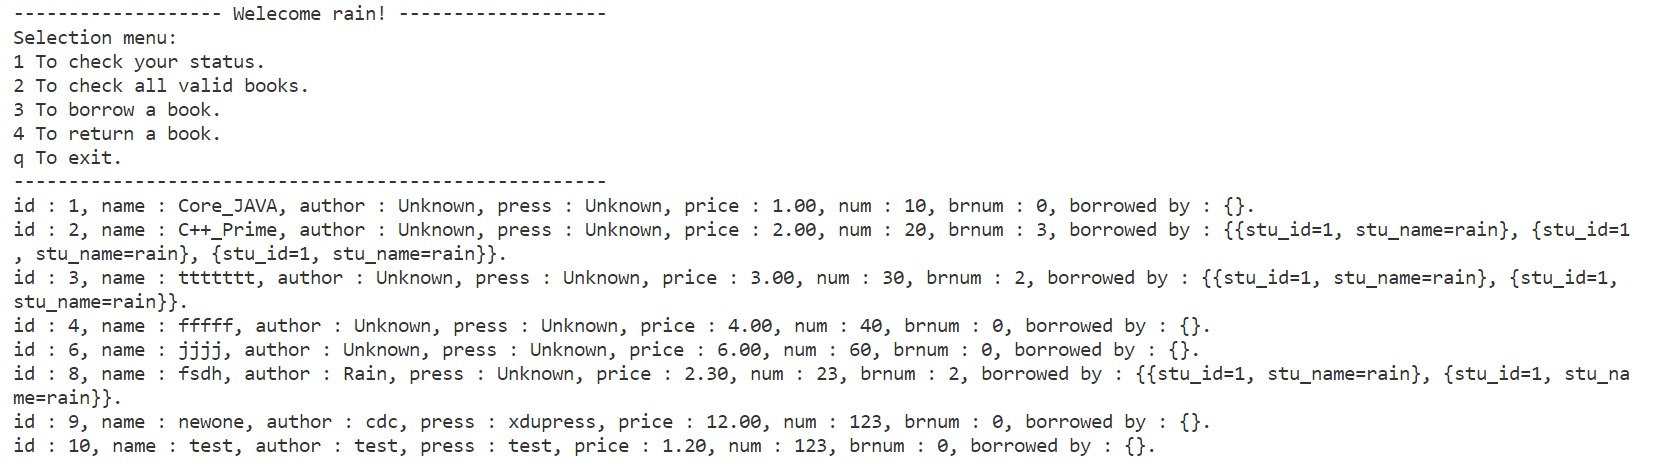 ------------------- Welecome rain! -------------------
Selection menu:
1 To check your status.
2 To check all valid books.
3 To borrow a book.
4 To return a book.
q To exit.
------------------------------------------------------
id : 1, name : Core_JAVA, author : Unknown, press : Unknown, price : 1.00, num : 10, brnum : 0, borrowed by : {}.
id : 2, name : C++_Prime, author : Unknown, press : Unknown, price : 2.00, num : 20, brnum : 3, borrowed by : {{stu_id=1, stu_name=rain}, {stu_id=1
, stu_name=rain}, {stu_id=1, stu_name=rain}}.
id : 3, name : ttttttt, author : Unknown, press : Unknown, price : 3.00, num : 30, brnum : 2, borrowed by : {{stu_id=1, stu_name=rain}, {stu_id=1,
stu_name=rain}}.
id : 4, name : fffff, author : Unknown, press : Unknown, price : 4.00, num : 40, brnum : 0, borrowed by : {}.
id : 6, name : jjjj, author : Unknown, press : Unknown, price : 6.00, num : 60, brnum : 0, borrowed by : {}.
id : 8, name : fsdh, author : Rain, press : Unknown, price : 2.30, num : 23, brnum : 2, borrowed by : {{stu_id=1, stu_name=rain}, {stu_id=1, stu_na
me=rain}}.
id : 9, name : newone, author : cdc, press : xdupress, price : 12.00, num : 123, brnum : 0, borrowed by : {}.
id : 10, name : test, author : test, press : test, price : 1.20, num : 123, brnum : 0, borrowed by : {}.